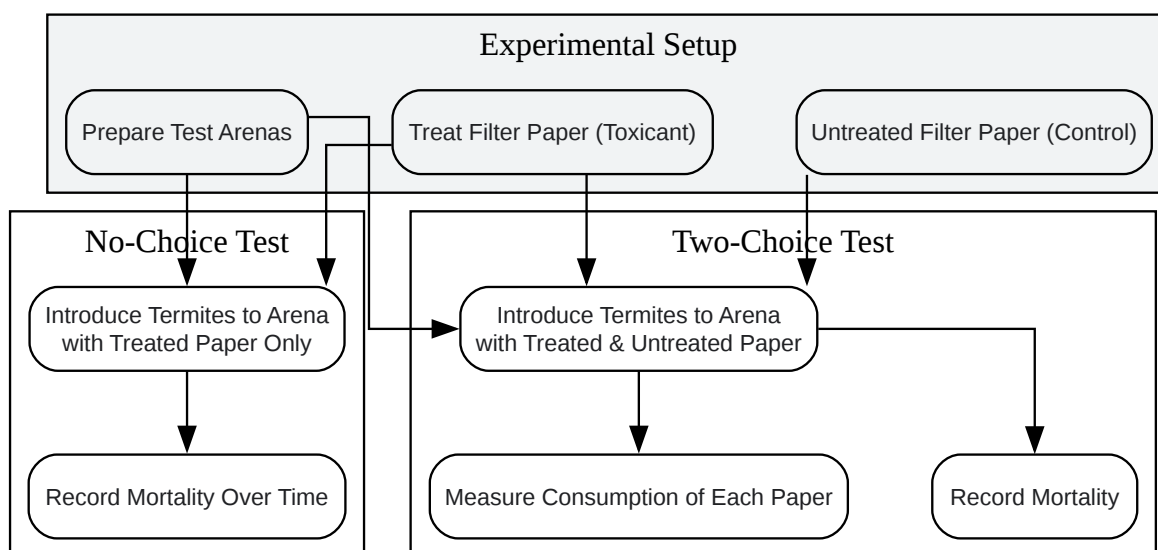 Experimental Setup
Prepare Test Arenas
Treat Filter Paper (Toxicant)
Untreated Filter Paper (Control)
No-Choice Test
Two-Choice Test
Introduce Termites to Arena
with Treated Paper Only
Introduce Termites to Arena
with Treated & Untreated Paper
Record Mortality Over Time
Measure Consumption of Each Paper
Record Mortality